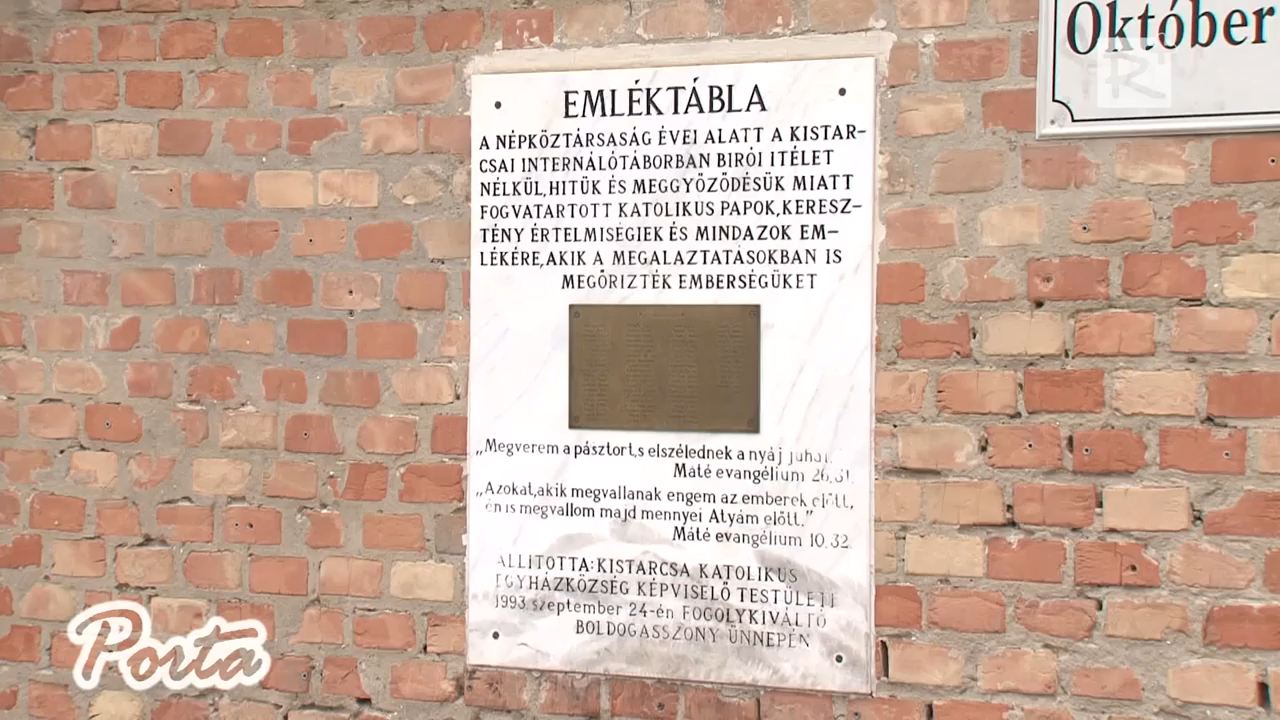 Október
EMLÉKTÁBLA
A NÉPKÖZTÁRSASÁG ÉVEI ALATT A KISTAR-
CSAI INTERNÁLÓTÁBORBAN BIRÓI ITÉLET
NÉLKÜL, HITÜK ÉS MEGGYŐZŐDÉSÜK MIATT
FOGVATARTOTT KATOLIKUS PAPOK, KERESZ-
TÉNY ÉRTELMISÉGIEK ÉS MINDAZOK EM-
LÉKÉRE, AKIK A MEGALAZTATÁSOKBAN IS
MEGŐRIZTÉK EMBERSÉGÜKET
„Megverem a pásztort, s elszélednek a nyáj juhai.
Máté evangélium 26. 31.
„Azokat, akik megvallanak engem az emberek előtt,
én is megvallom majd mennyei Atyám előtt."
Máté evangélium 10. 32.
ÁLLITOTTA: KISTARCSA KATOLIKUS
EGYHÁZKÖZSÉG KÉPVISELŐ TESTÜLETE
1993 szeptember 24-én FOGOLYKIVÁLTÓ
BOLDOGASSZONY ÜNNEPÉN
Porta